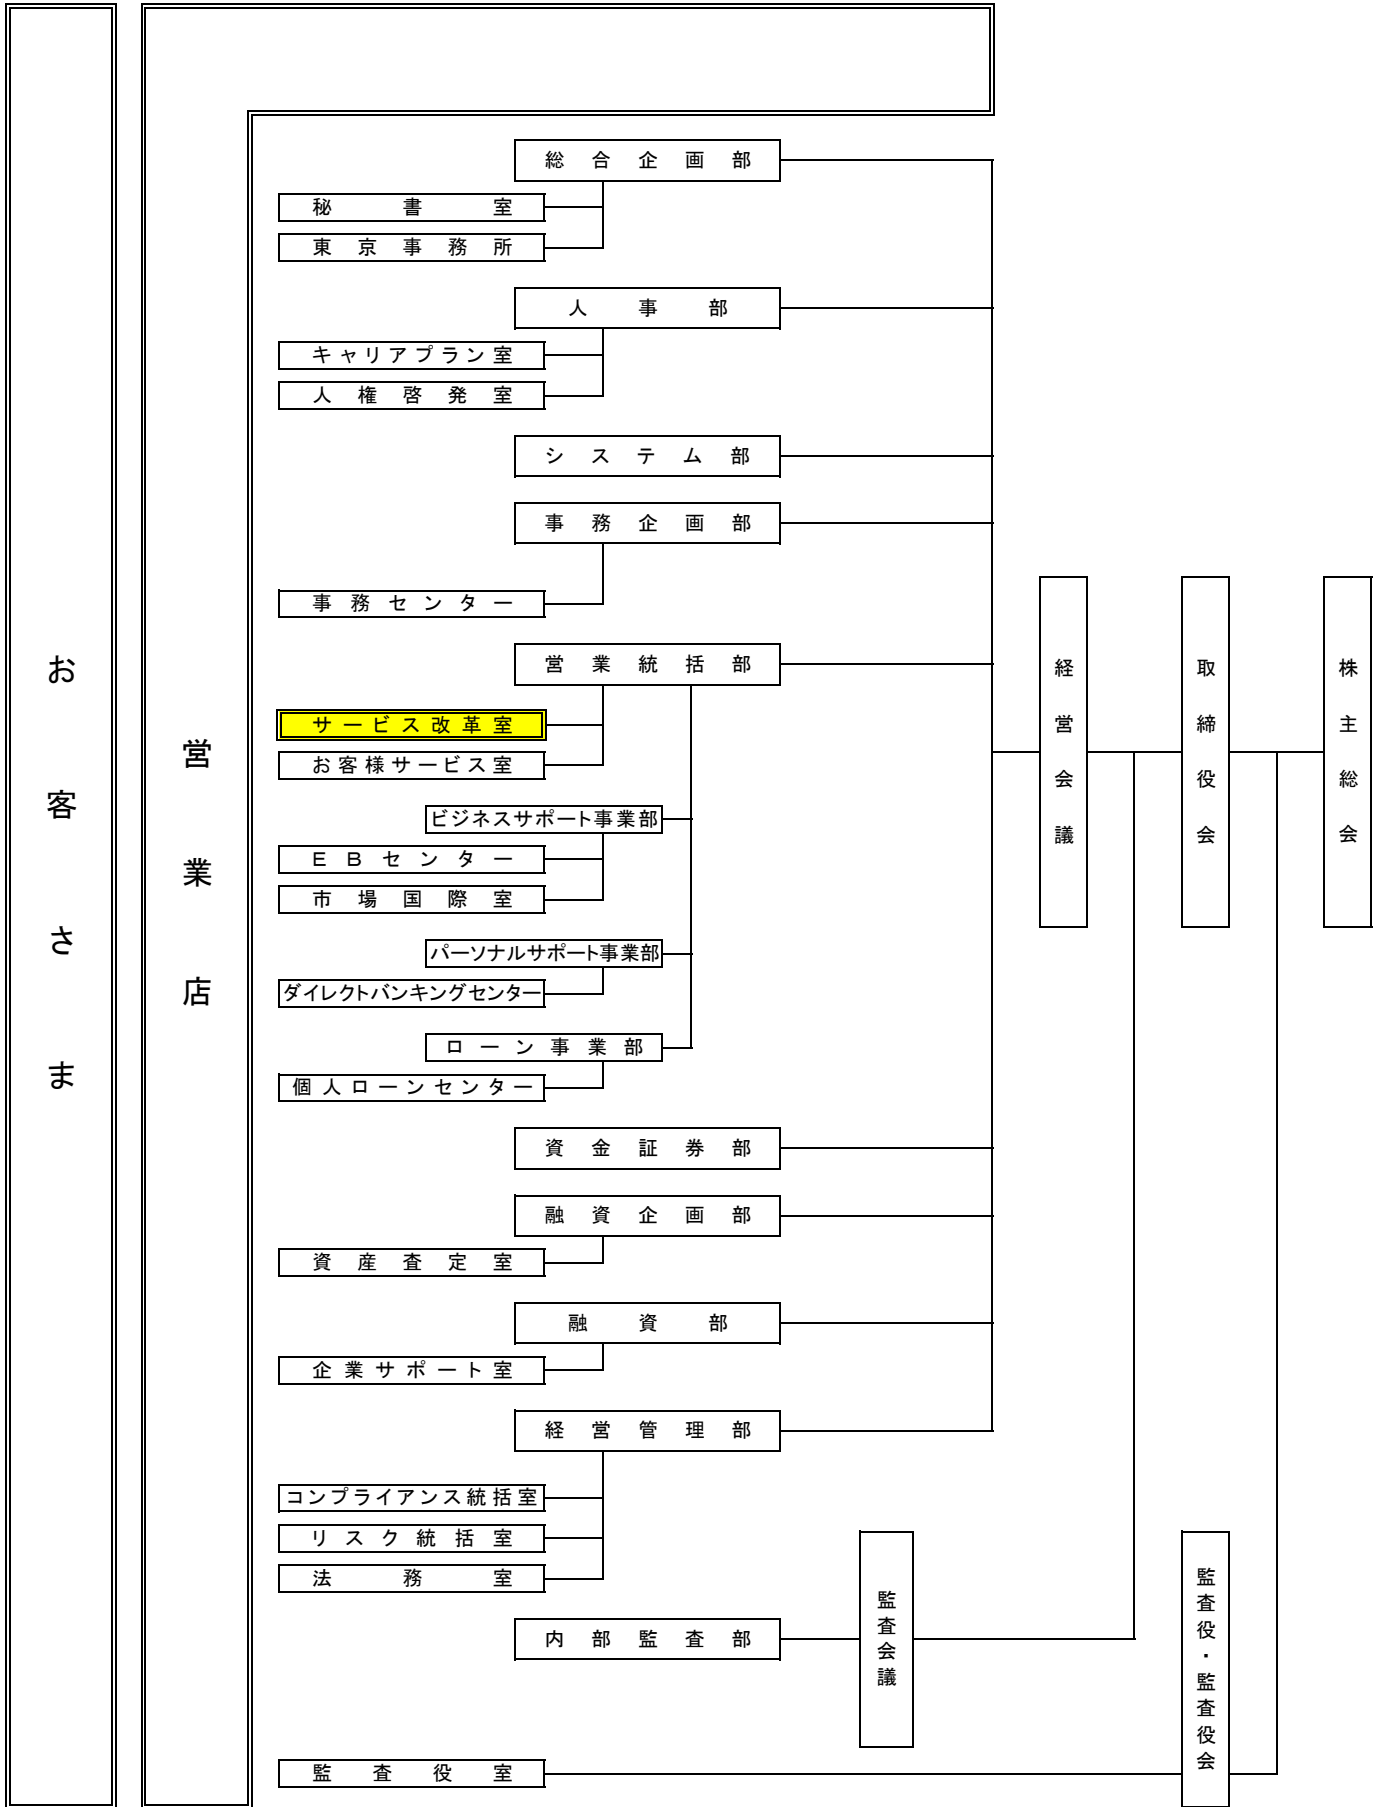 お客さま
営業店
総合企画部
秘書室
東京事務所
人事部
キャリアプラン室
人権啓発室
システム部
事務企画部
事務センター
営業統括部
サービス改革室
お客様サービス室
ビジネスサポート事業部
ＥＢセンター
市場国際室
パーソナルサポート事業部
ダイレクトバンキングセンター
ローン事業部
個人ローンセンター
資金証券部
融資企画部
資産査定室
融資部
企業サポート室
経営管理部
コンプライアンス統括室
リスク統括室
法務室
内部監査部
監査役室
監査会議
経営会議
取締役会
監査役・監査役会
株主総会